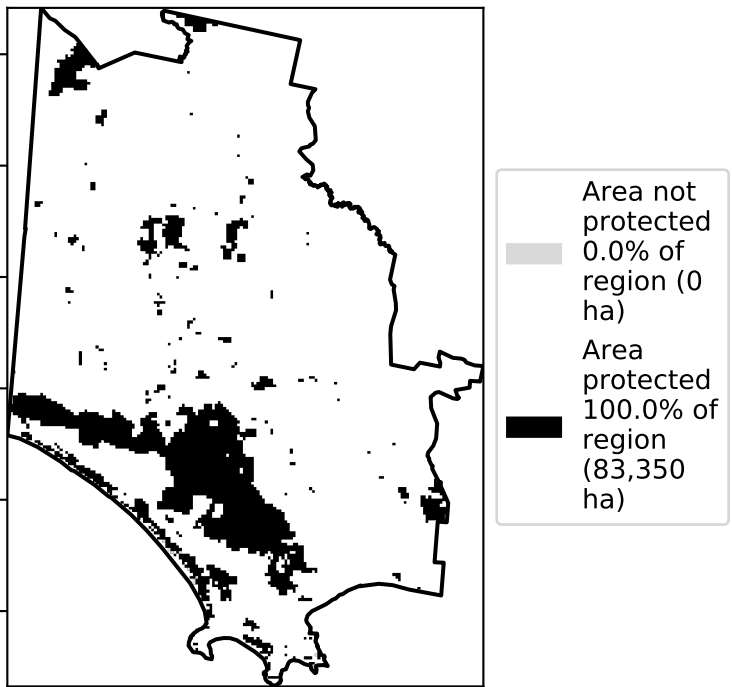 Area not
protected
0.0% of
region (0
ha)
Area
protected
100.0% of
region
(83,350
ha)